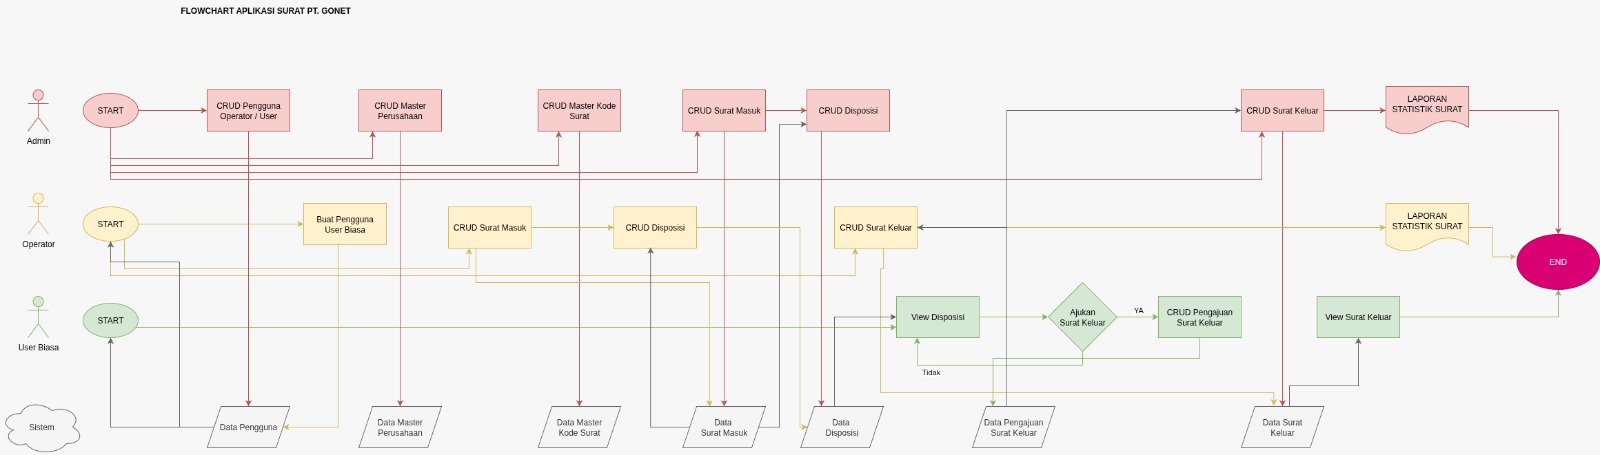 FLOWCHART APLIKASI SURAT PT. GONET
Admin
START
CRUD Pengguna
Operator / User
CRUD Master
Perusahaan
CRUD Master Kode
Surat
CRUD Surat Masuk
CRUD Disposisi
CRUD Surat Keluar
LAPORAN
STATISTIK SURAT
Operator
START
Buat Pengguna
User Biasa
CRUD Surat Masuk
CRUD Disposisi
CRUD Surat Keluar
LAPORAN
STATISTIK SURAT
END
User Biasa
START
View Disposisi
Ajukan
Surat Keluar
YA
CRUD Pengajuan
Surat Keluar
View Surat Keluar
Tidak
Sistem
Data Pengguna
Data Master
Perusahaan
Data Master
Kode Surat
Data
Surat Masuk
Data
Disposisi
Data Pengajuan
Surat Keluar
Data Surat
Keluar